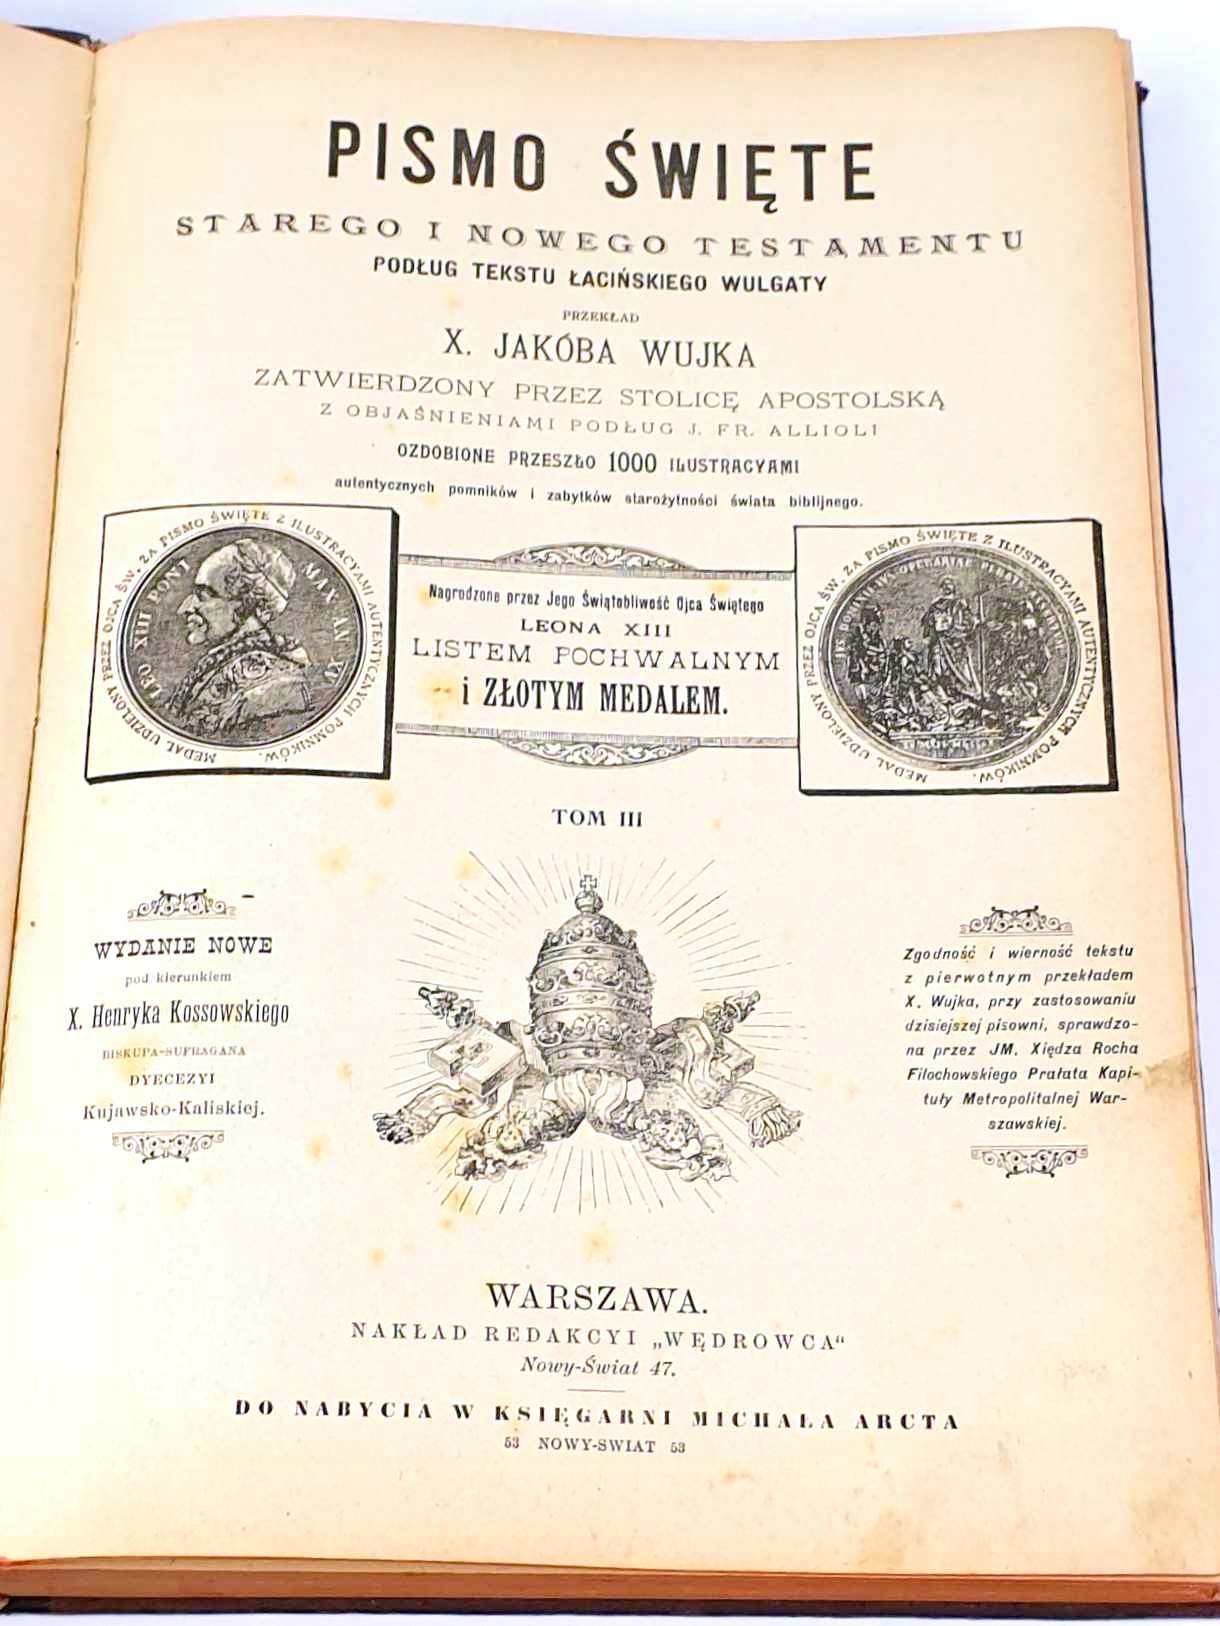 PISMO ŚWIĘTE
STAREGO I NOWEGO TESTAMENTU
PODŁUG TEKSTU ŁACIŃSKIEGO WULGATY
PRZEKŁAD
X. JAKÓBA WUJKA
ZATWIERDZONY PRZEZ STOLICĘ APOSTOLSKĄ
Z OBJAŚNIENIAMI PODŁUG J. FR. ALLIOLI
OZDOBIONE PRZESZŁO 1000 ILUSTRACYAMI
autentycznych pomników i zabytków starożytności świata biblijnego.
MEDAL UDZIELONY PRZEZ OJCA ŚW. ZA PISMO ŚWIĘTE Z ILUSTRACYAMI AUTENTYCZNYCH POMNIKÓW.
LEO XIII PONT MAX AN XV
Nagrodzone przez Jego Świątobliwość Ojca Świętego
LEONA XIII
LISTEM POCHWALNYM
i ZŁOTYM MEDALEM.
MEDAL UDZIELONY PRZEZ OJCA ŚW. ZA PISMO ŚWIĘTE Z ILUSTRACYAMI AUTENTYCZNYCH POMNIKÓW.
TOM III
WYDANIE NOWE
pod kierunkiem
X. Henryka Kossowskiego
BISKUPA-SUFRAGANA
DYECEZYI
Kujawsko-Kaliskiej.
Zgodność i wierność tekstu
z pierwotnym przekładem
X. Wujka, przy zastosowaniu
dzisiejszej pisowni, sprawdzo-
na przez JM. Xiędza Rocha
Filochowskiego Prałata Kapi-
tuły Metropolitalnej War-
szawskiej.
WARSZAWA.
NAKŁAD REDAKCYI „WĘDROWCA“
Nowy-Świat 47.
DO NABYCIA W KSIĘGARNI MICHAŁA ARCTA
53 NOWY-SWIAT 53